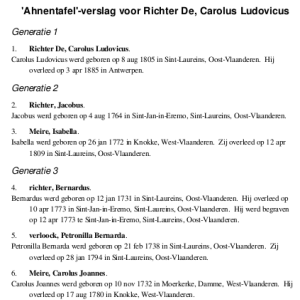 'Ahnentafel'-verslag voor Richter De, Carolus Ludovicus
Generatie 1
1. Richter De, Carolus Ludovicus.
Carolus Ludovicus werd geboren op 8 aug 1805 in Sint-Laureins, Oost-Vlaanderen. Hij
overleed op 3 apr 1885 in Antwerpen.
Generatie 2
2. Richter, Jacobus.
Jacobus werd geboren op 4 aug 1764 in Sint-Jan-in-Eremo, Sint-Laureins, Oost-Vlaanderen.
3. Meire, Isabella.
Isabella werd geboren op 26 jan 1772 in Knokke, West-Vlaanderen. Zij overleed op 12 apr
1809 in Sint-Laureins, Oost-Vlaanderen.
Generatie 3
4. richter, Bernardus.
Bernardus werd geboren op 12 jan 1731 in Sint-Laureins, Oost-Vlaanderen. Hij overleed op
10 apr 1773 in Sint-Jan-in-Eremo, Sint-Laureins, Oost-Vlaanderen. Hij werd begraven
op 12 apr 1773 te Sint-Jan-in-Eremo, Sint-Laureins, Oost-Vlaanderen.
5. verloock, Petronilla Bernarda.
Petronilla Bernarda werd geboren op 21 feb 1738 in Sint-Laureins, Oost-Vlaanderen. Zij
overleed op 28 jan 1794 in Sint-Laureins, Oost-Vlaanderen.
6. Meire, Carolus Joannes.
Carolus Joannes werd geboren op 10 nov 1732 in Moerkerke, Damme, West-Vlaanderen. Hij
overleed op 17 aug 1780 in Knokke, West-Vlaanderen.